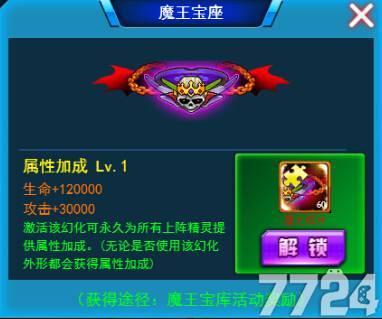 魔王宝座
属性加成 Lv.1
生命+120000
攻击+30000
激活该幻化可永久为所有上阵精灵提
供属性加成。(无论是否使用该幻化
外形都会获得属性加成)
60
解锁
(获得途径：魔王宝库活动奖励)
7724